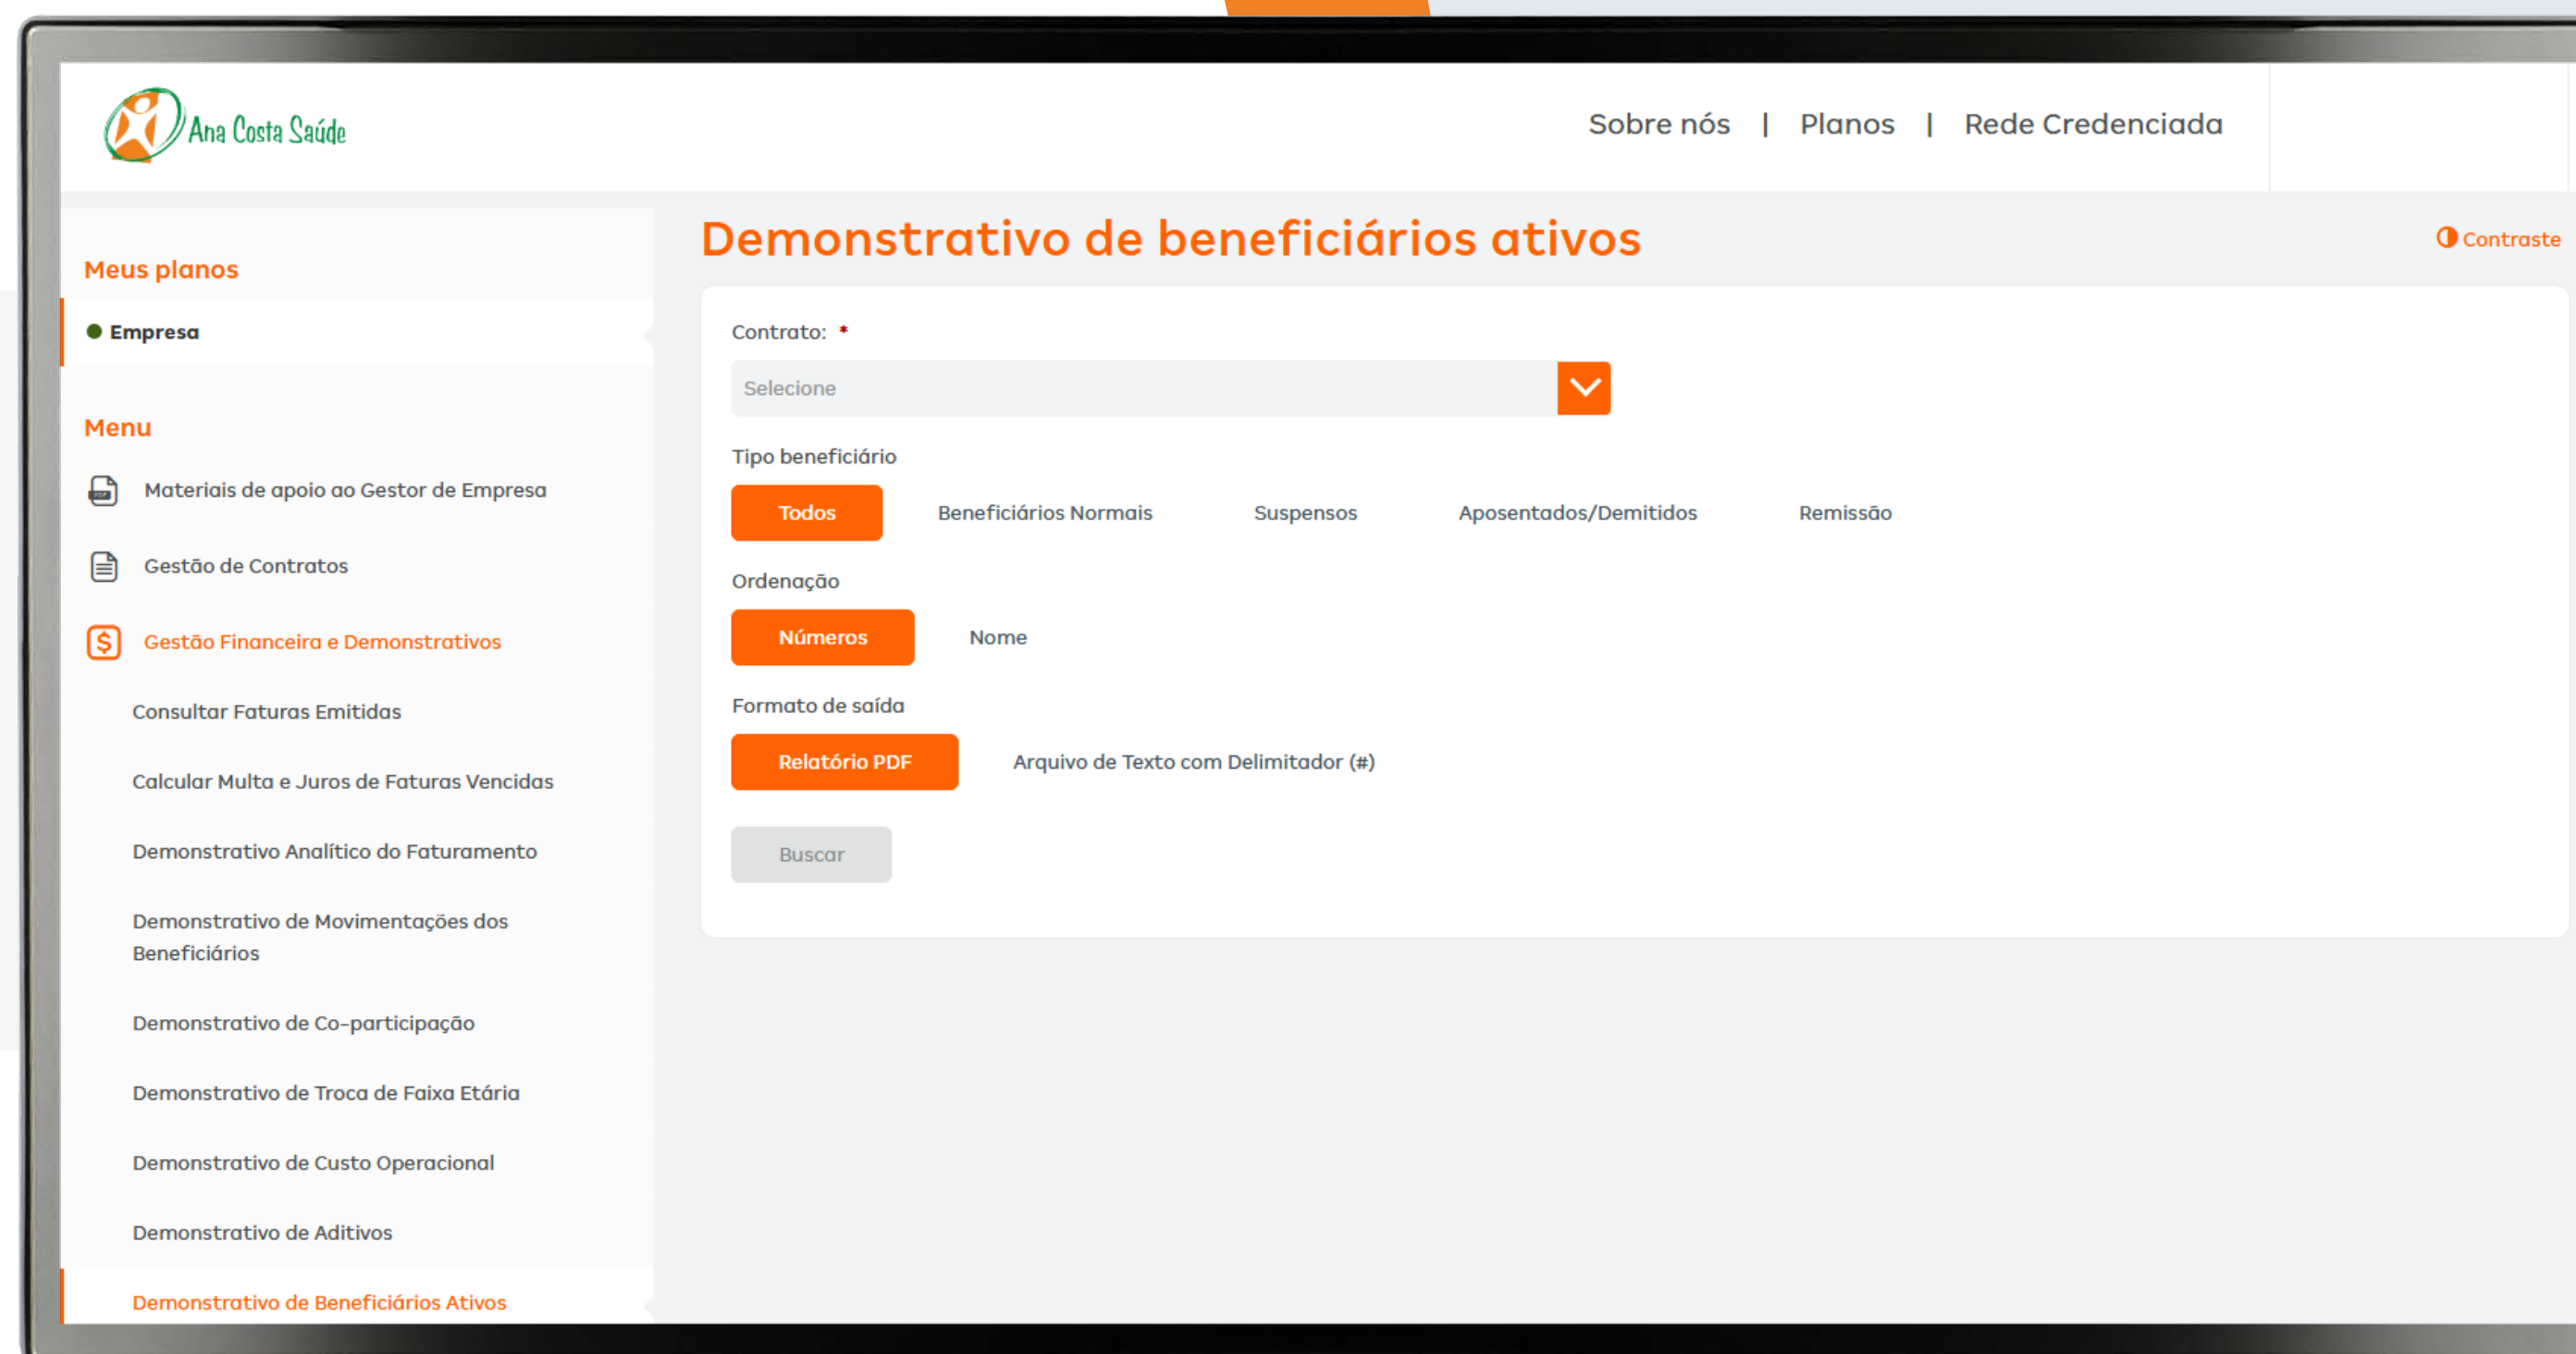 Ana Costa Saúde
Sobre nós | Planos | Rede Credenciada
Meus planos
Empresa
Menu
PDF
Materiais de apoio ao Gestor de Empresa
Gestão de Contratos
$
Gestão Financeira e Demonstrativos
Consultar Faturas Emitidas
Calcular Multa e Juros de Faturas Vencidas
Demonstrativo Analítico do Faturamento
Demonstrativo de Movimentações dos
Beneficiários
Demonstrativo de Co-participação
Demonstrativo de Troca de Faixa Etária
Demonstrativo de Custo Operacional
Demonstrativo de Aditivos
Demonstrativo de Beneficiários Ativos
Demonstrativo de beneficiários ativos
Contraste
Contrato: *
Selecione
Tipo beneficiário
Todos Beneficiários Normais Suspensos Aposentados/Demitidos Remissão
Ordenação
Números Nome
Formato de saída
Relatório PDF Arquivo de Texto com Delimitador (#)
Buscar